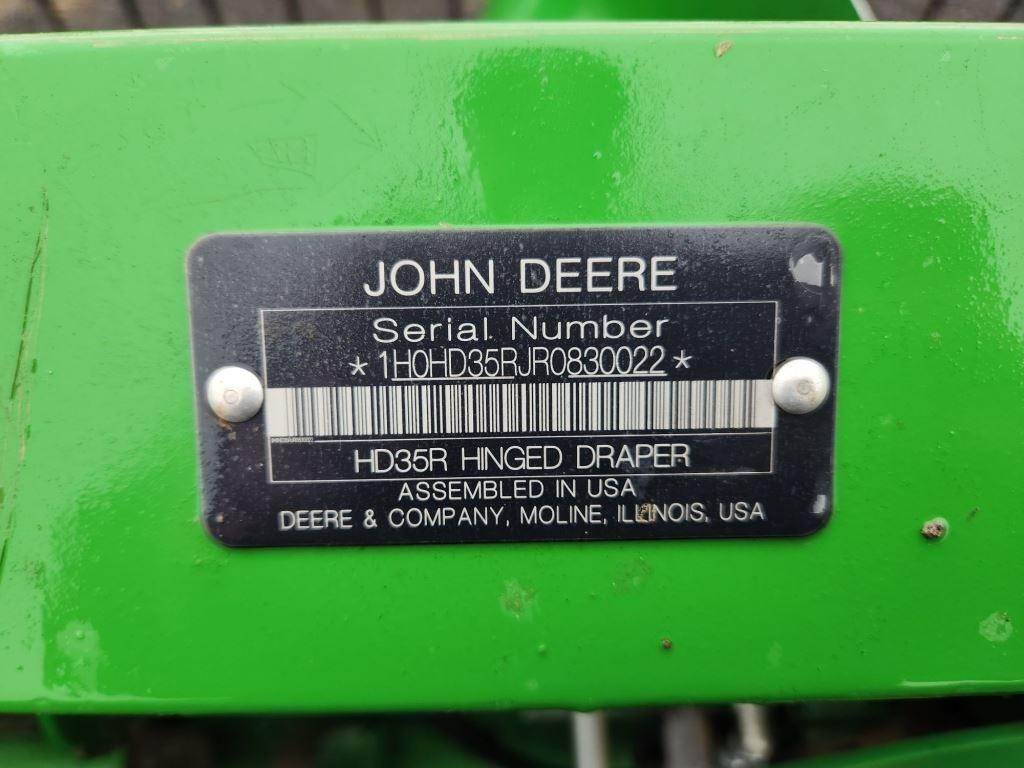 JOHN DEERE
Serial Number
*1H0HD35RJR0830022*
HD35R HINGED DRAPER
ASSEMBLED IN USA
DEERE & COMPANY, MOLINE, ILLINOIS, USA